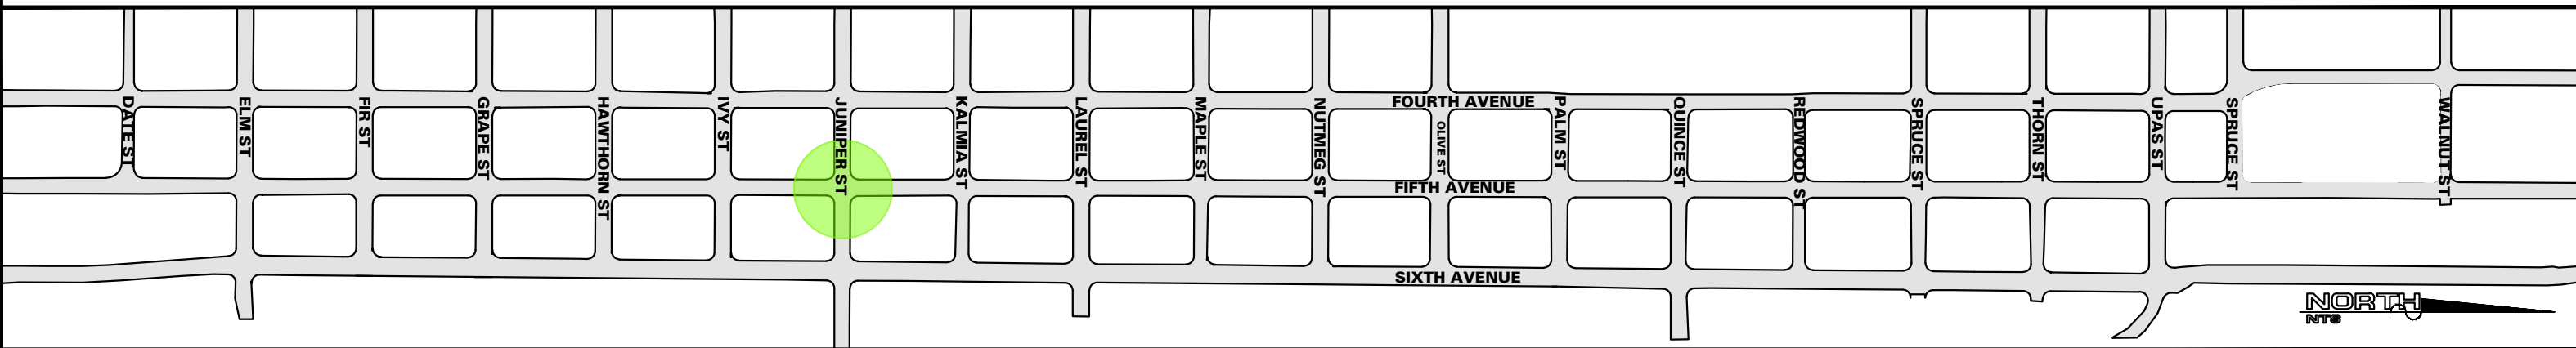 DATE ST
ELM ST
FIR ST
GRAPE ST
HAWTHORN ST
IVY ST
JUNIPER ST
KALMIA ST
LAUREL ST
MAPLE ST
NUTMEG ST
FOURTH AVENUE
OLIVE ST
FIFTH AVENUE
SIXTH AVENUE
PALM ST
QUINCE ST
REDWOOD ST
SPRUCE ST
THORN ST
UPAS ST
SPRUCE ST
WALNUT ST
NORTH
NTS